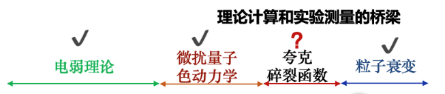 理论计算和实验测量的桥梁
电弱理论
微扰量子
色动力学
?
夸克
碎裂函数
粒子衰变